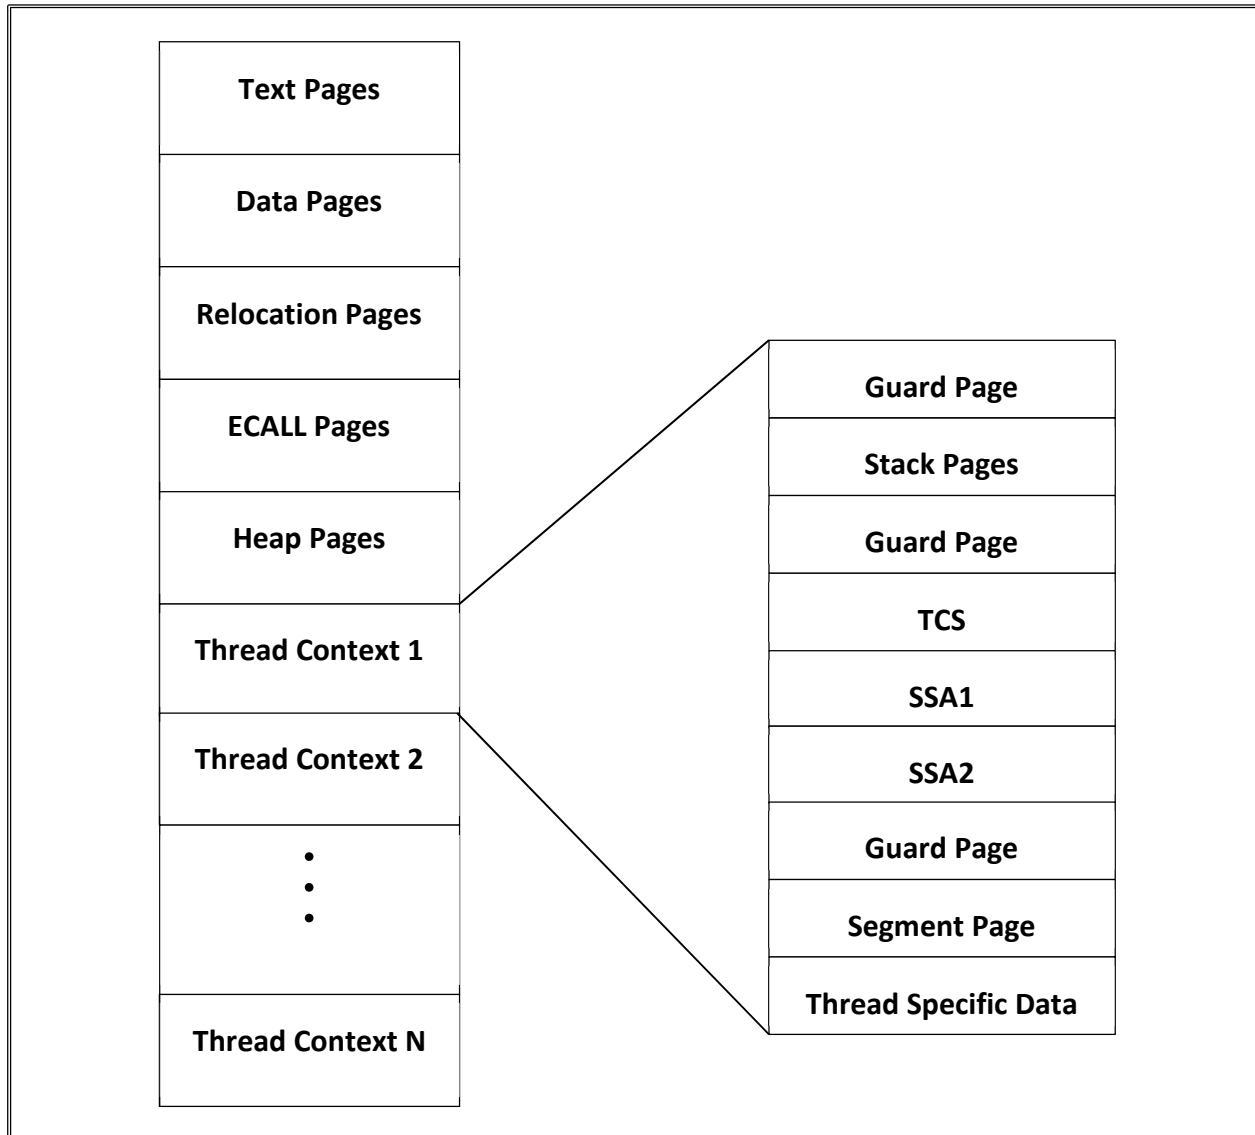 Text Pages
Data Pages
Relocation Pages
ECALL Pages
Heap Pages
Thread Context 1
Thread Context 2
Thread Context N
Guard Page
Stack Pages
Guard Page
TCS
SSA1
SSA2
Guard Page
Segment Page
Thread Specific Data